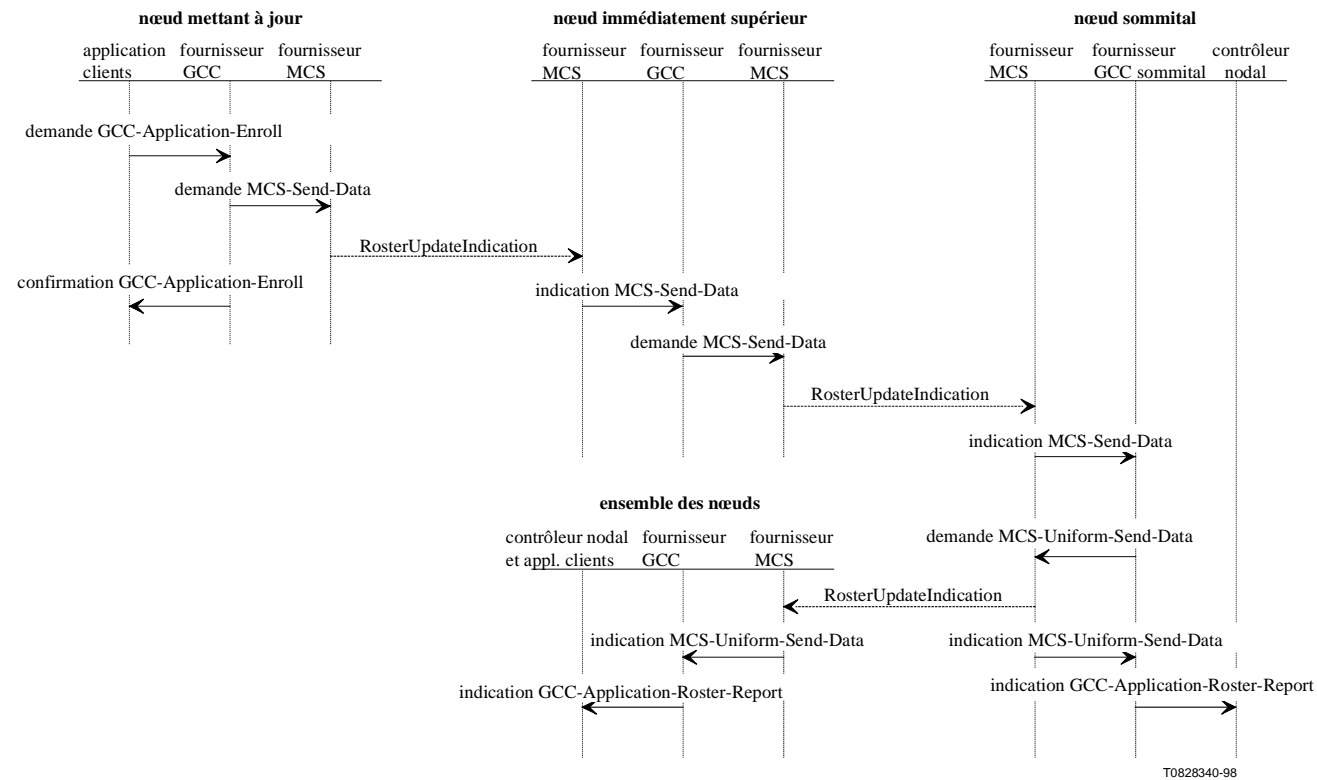 nœud mettant à jour
nœud immédiatement supérieur
nœud sommital
application fournisseur fournisseur
clients GCC MCS
fournisseur fournisseur fournisseur
MCS GCC MCS
fournisseur fournisseur contrôleur
MCS GCC sommital nodal
demande GCC-Application-Enroll
demande MCS-Send-Data
RosterUpdateIndication
confirmation GCC-Application-Enroll
indication MCS-Send-Data
demande MCS-Send-Data
RosterUpdateIndication
indication MCS-Send-Data
ensemble des nœuds
contrôleur nodal fournisseur fournisseur
et appl. clients GCC MCS
demande MCS-Uniform-Send-Data
RosterUpdateIndication
indication MCS-Uniform-Send-Data
indication MCS-Uniform-Send-Data
indication GCC-Application-Roster-Report
indication GCC-Application-Roster-Report
T0828340-98